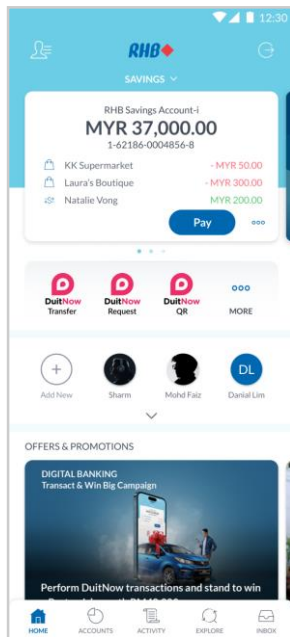 12:30
RHB
SAVINGS
RHB Savings Account-i
MYR 37,000.00
1-62186-0004856-8
KK Supermarket - MYR 50.00
Laura's Boutique - MYR 300.00
Natalie Vong MYR 200.00
Pay
DuitNow DuitNow DuitNow
Transfer Request QR MORE
DL
Add New Sharm Mohd Faiz Danial Lim
OFFERS & PROMOTIONS
DIGITAL BANKING
Transact & Win Big Campaign
Perform DuitNow transactions and stand to win
HOME ACCOUNTS ACTIVITY EXPLORE INBOX